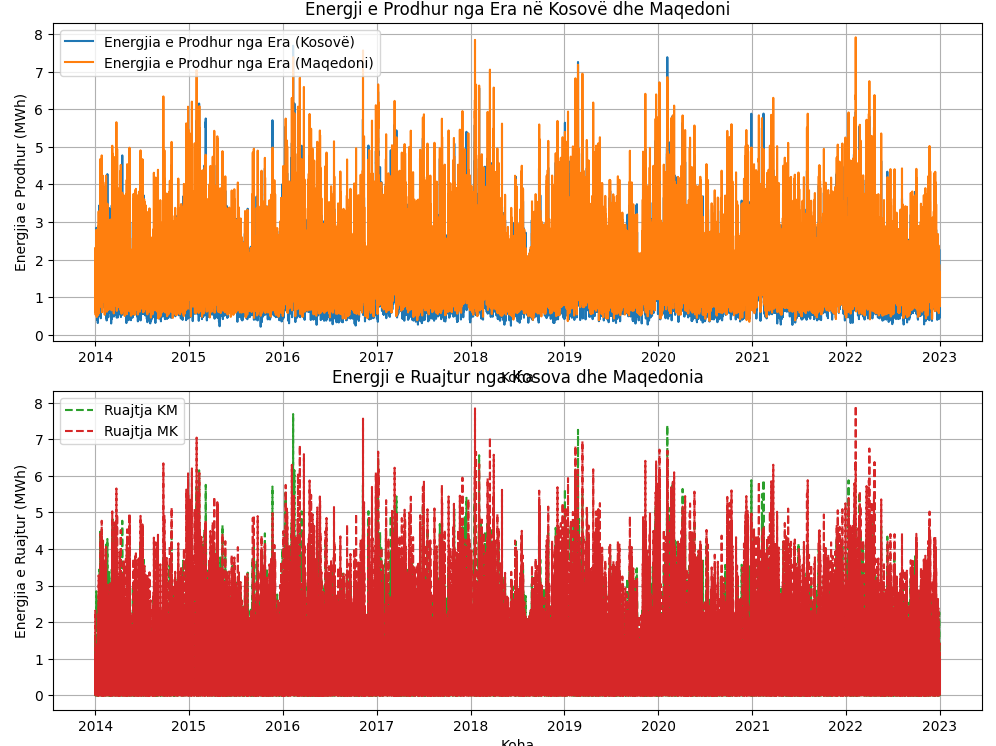 Energji e Prodhur nga Era në Kosovë dhe Maqedoni
Energjia e Prodhur (MWh)
8
7
6
5
4
3
2
1
0
Energjia e Prodhur nga Era (Kosovë)
Energjia e Prodhur nga Era (Maqedoni)
2014 2015 2016 2017 2018 2019 2020 2021 2022 2023
Koha
Energji e Ruajtur nga Kosova dhe Maqedonia
Energjia e Ruajtur (MWh)
8
7
6
5
4
3
2
1
0
Ruajtja KM
Ruajtja MK
2014 2015 2016 2017 2018 2019 2020 2021 2022 2023
Koha